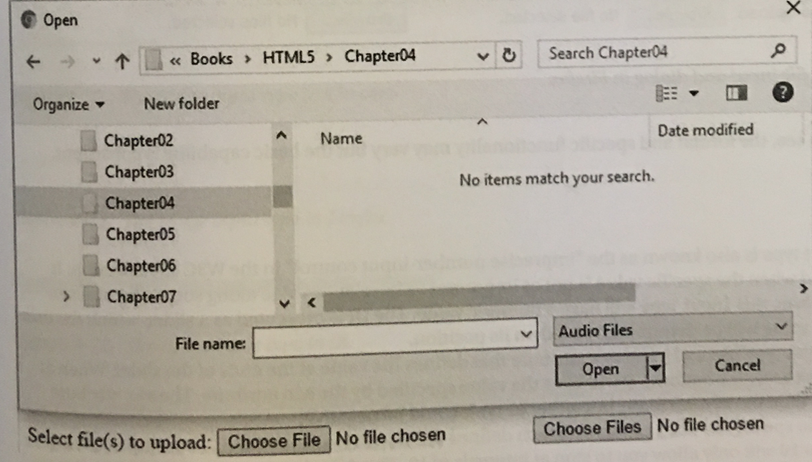 Open
« Books > HTML5 > Chapter04
Search Chapter04
Organize
New folder
Chapter02
Chapter03
Chapter04
Chapter05
Chapter06
Chapter07
Name
Date modified
No items match your search.
File name:
Audio Files
Open
Cancel
Select file(s) to upload: Choose File No file chosen
Choose Files No file chosen